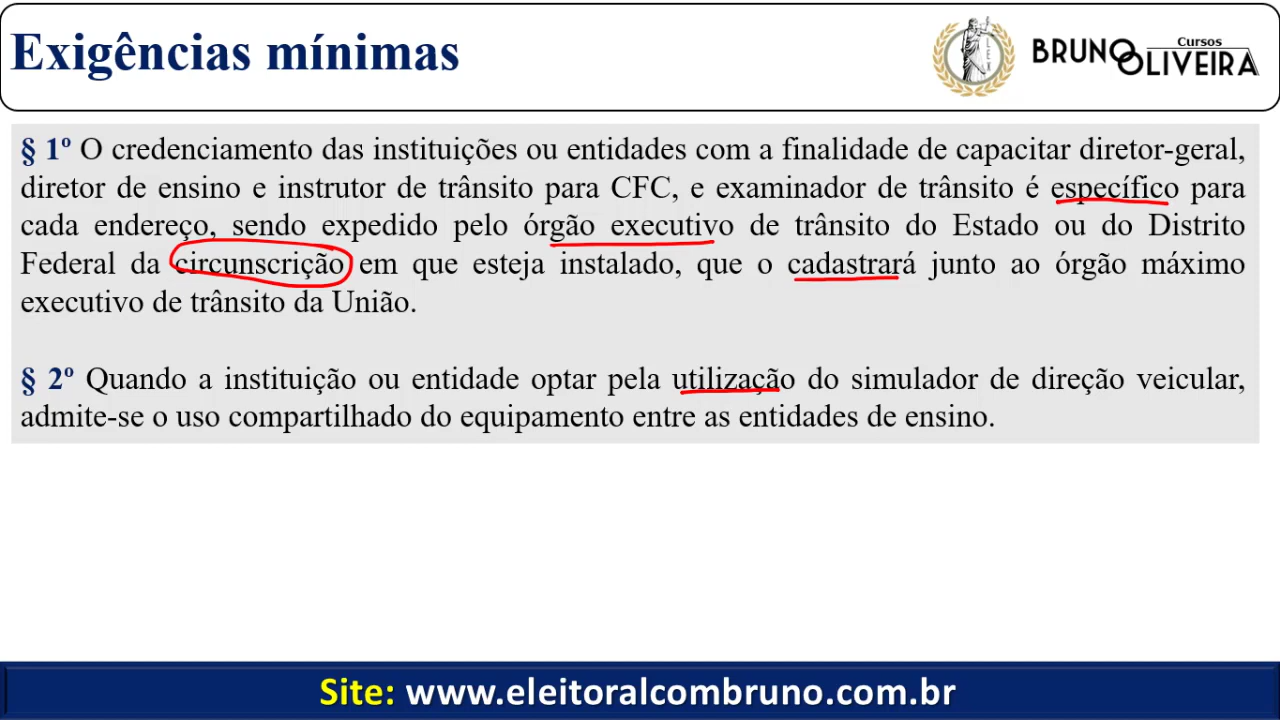 Exigências mínimas
LEX
BRUNO Cursos OLIVEIRA
§ 1º O credenciamento das instituições ou entidades com a finalidade de capacitar diretor-geral,
diretor de ensino e instrutor de trânsito para CFC, e examinador de trânsito é específico para
cada endereço, sendo expedido pelo órgão executivo de trânsito do Estado ou do Distrito
Federal da circunscrição em que esteja instalado, que o cadastrará junto ao órgão máximo
executivo de trânsito da União.
§ 2º Quando a instituição ou entidade optar pela utilização do simulador de direção veicular,
admite-se o uso compartilhado do equipamento entre as entidades de ensino.
Site: www.eleitoralcombruno.com.br